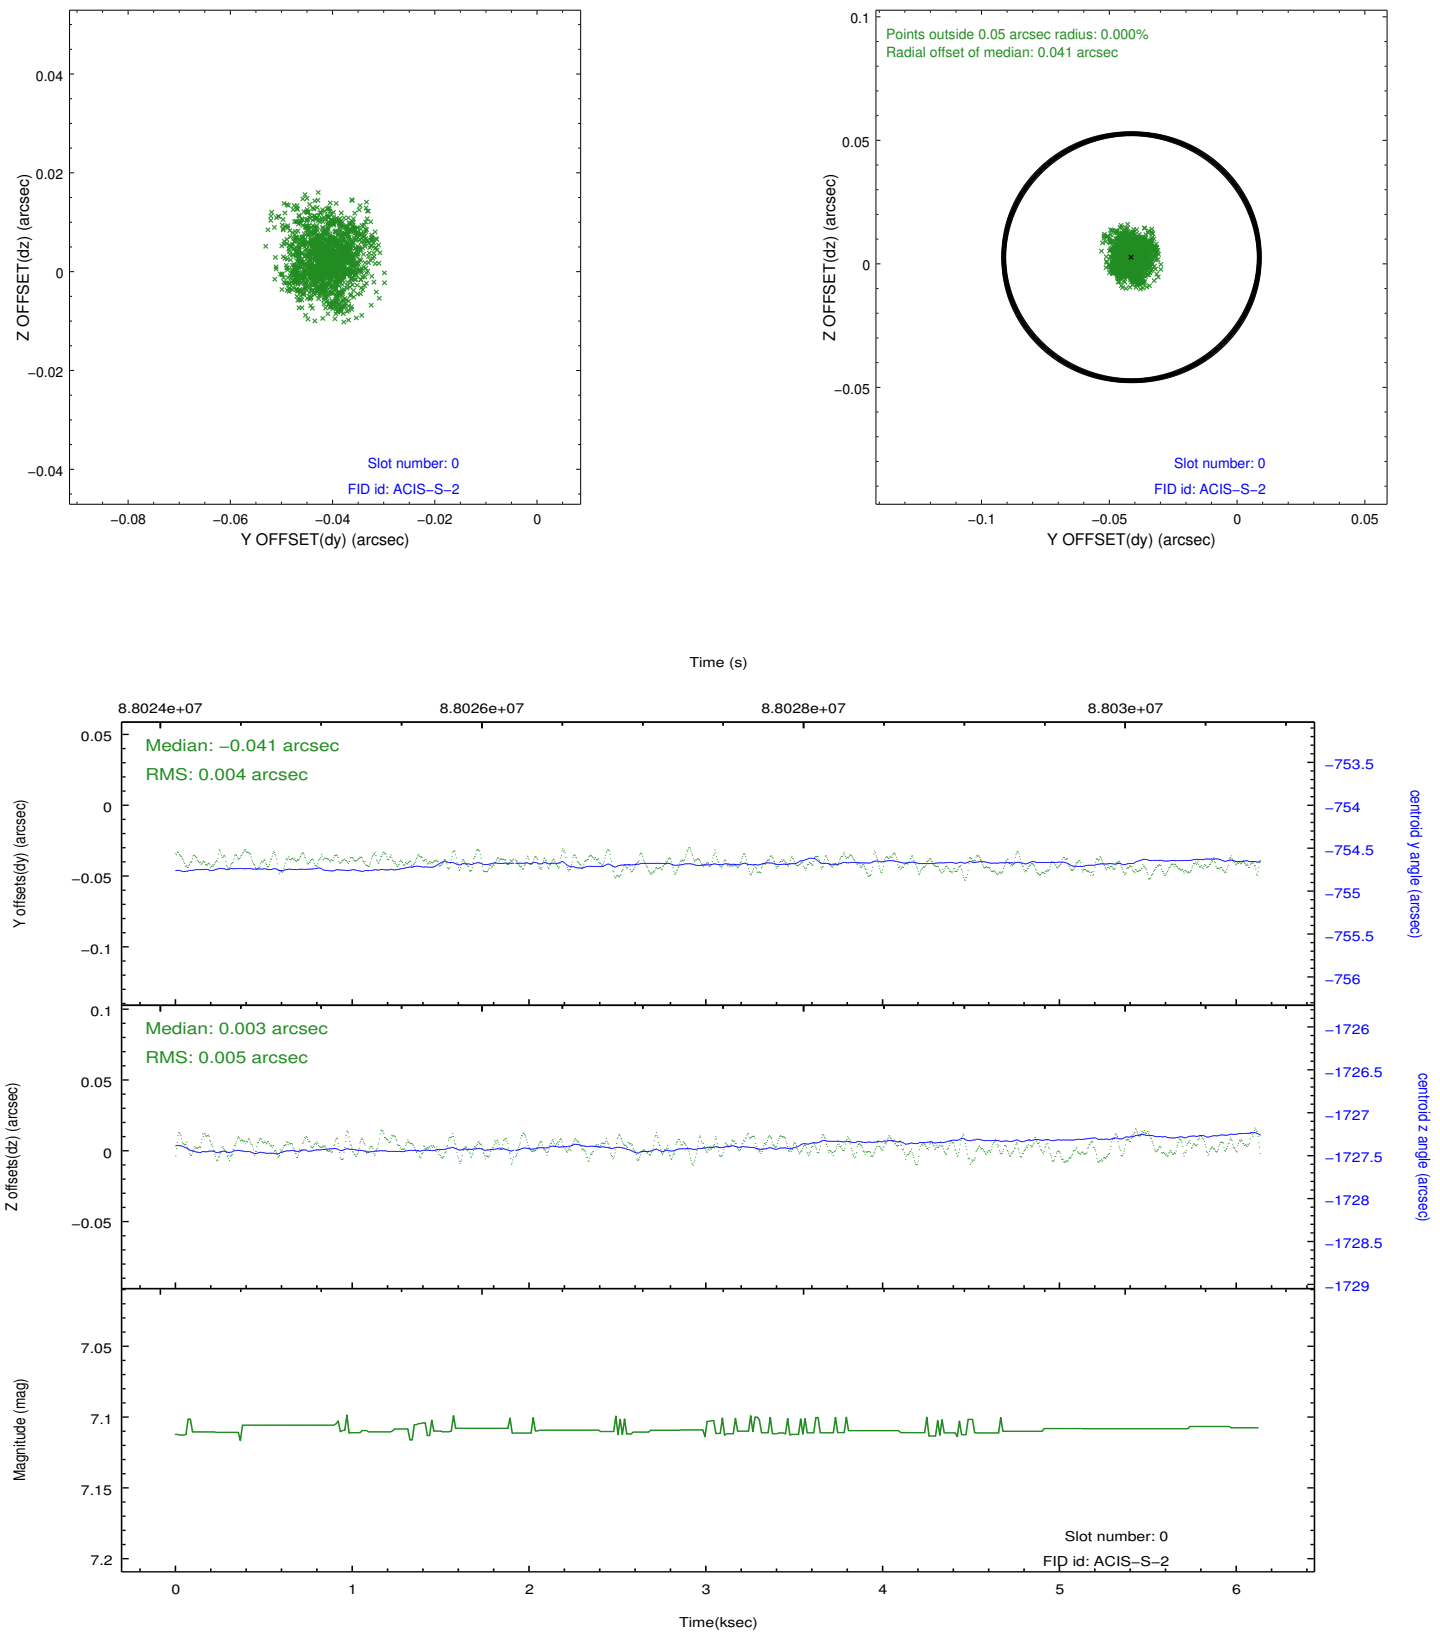 0.04
0.02
0
−0.02
−0.04
Z OFFSET(dz) (arcsec)
Slot number: 0
FID id: ACIS−S−2
−0.08 −0.06 −0.04 −0.02 0
Y OFFSET(dy) (arcsec)
Points outside 0.05 arcsec radius: 0.000%
Radial offset of median: 0.041 arcsec
0.1
0.05
0
−0.05
Z OFFSET(dz) (arcsec)
Slot number: 0
FID id: ACIS−S−2
−0.1 −0.05 0 0.05
Y OFFSET(dy) (arcsec)
Time (s)
8.8024e+07 8.8026e+07 8.8028e+07 8.803e+07
Median: −0.041 arcsec
RMS: 0.004 arcsec
0.05
0
−0.05
−0.1
Y offsets(dy) (arcsec)
−753.5
−754
−754.5
−755
−755.5
−756
centroid y angle (arcsec)
Median: 0.003 arcsec
RMS: 0.005 arcsec
0.1
0.05
0
−0.05
Z offsets(dz) (arcsec)
−1726
−1726.5
−1727
−1727.5
−1728
−1728.5
−1729
centroid z angle (arcsec)
7.05
7.1
7.15
7.2
Magnitude (mag)
Slot number: 0
FID id: ACIS−S−2
0 1 2 3 4 5 6
Time(ksec)